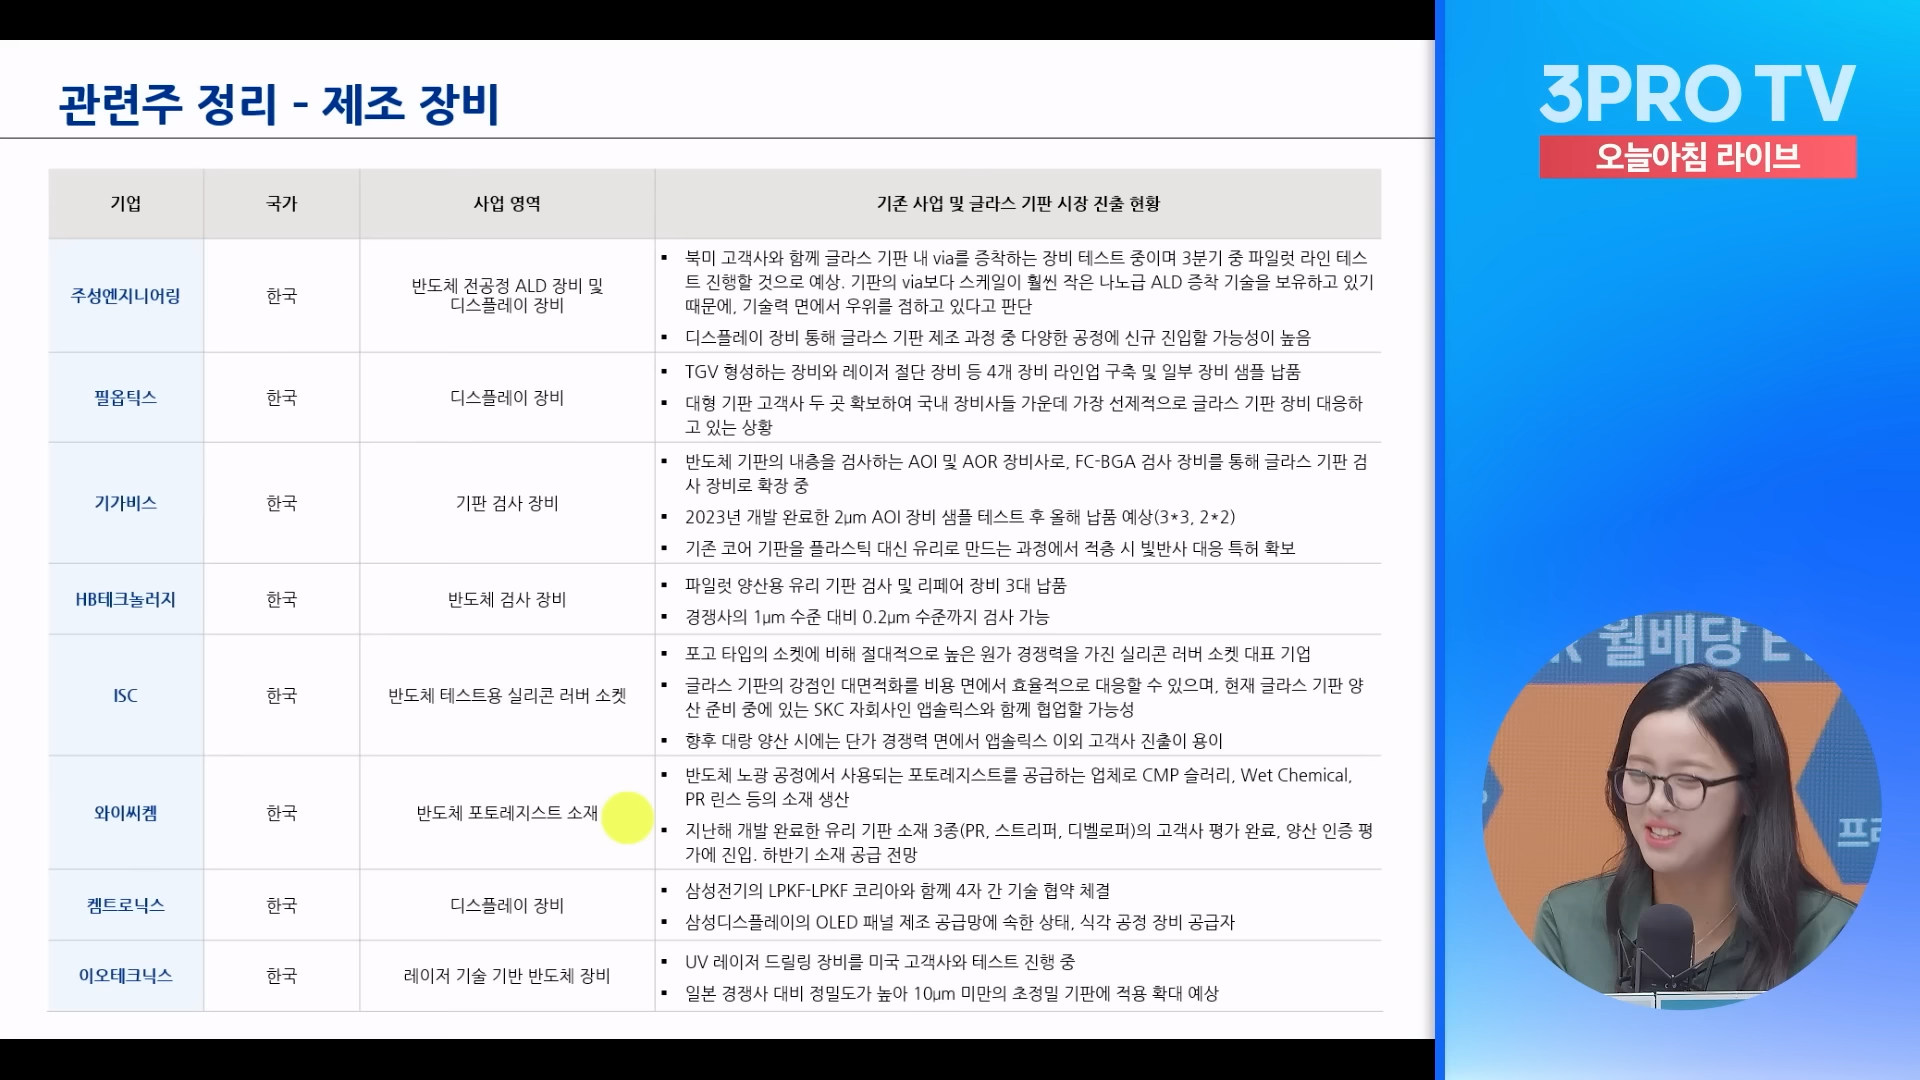 관련주 정리 - 제조 장비
기업
국가
사업 영역
기존 사업 및 글라스 기판 시장 진출 현황
주성엔지니어링
한국
반도체 전공정 ALD 장비 및
디스플레이 장비
▪ 북미 고객사와 함께 글라스 기판 내 via를 증착하는 장비 테스트 중이며 3분기 중 파일럿 라인 테스
트 진행할 것으로 예상. 기판의 via보다 스케일이 훨씬 작은 나노급 ALD 증착 기술을 보유하고 있기
때문에, 기술력 면에서 우위를 점하고 있다고 판단
▪ 디스플레이 장비 통해 글라스 기판 제조 과정 중 다양한 공정에 신규 진입할 가능성이 높음
필옵틱스
한국
디스플레이 장비
▪ TGV 형성하는 장비와 레이저 절단 장비 등 4개 장비 라인업 구축 및 일부 장비 샘플 납품
▪ 대형 기판 고객사 두 곳 확보하여 국내 장비사들 가운데 가장 선제적으로 글라스 기판 장비 대응하
고 있는 상황
기가비스
한국
기판 검사 장비
▪ 반도체 기판의 내층을 검사하는 AOI 및 AOR 장비사로, FC-BGA 검사 장비를 통해 글라스 기판 검
사 장비로 확장 중
▪ 2023년 개발 완료한 2μm AOI 장비 샘플 테스트 후 올해 납품 예상(3*3, 2*2)
▪ 기존 코어 기판을 플라스틱 대신 유리로 만드는 과정에서 적층 시 빛반사 대응 특허 확보
HB테크놀러지
한국
반도체 검사 장비
▪ 파일럿 양산용 유리 기판 검사 및 리페어 장비 3대 납품
▪ 경쟁사의 1μm 수준 대비 0.2μm 수준까지 검사 가능
ISC
한국
반도체 테스트용 실리콘 러버 소켓
▪ 포고 타입의 소켓에 비해 절대적으로 높은 원가 경쟁력을 가진 실리콘 러버 소켓 대표 기업
▪ 글라스 기판의 강점인 대면적화를 비용 면에서 효율적으로 대응할 수 있으며, 현재 글라스 기판 양
산 준비 중에 있는 SKC 자회사인 앱솔릭스와 함께 협업할 가능성
▪ 향후 대량 양산 시에는 단가 경쟁력 면에서 앱솔릭스 이외 고객사 진출이 용이
와이씨켐
한국
반도체 포토레지스트 소재
▪ 반도체 노광 공정에서 사용되는 포토레지스트를 공급하는 업체로 CMP 슬러리, Wet Chemical,
PR 린스 등의 소재 생산
▪ 지난해 개발 완료한 유리 기판 소재 3종(PR, 스트리퍼, 디벨로퍼)의 고객사 평가 완료, 양산 인증 평
가에 진입. 하반기 소재 공급 전망
켐트로닉스
한국
디스플레이 장비
▪ 삼성전기의 LPKF-LPKF 코리아와 함께 4자 간 기술 협약 체결
▪ 삼성디스플레이의 OLED 패널 제조 공급망에 속한 상태, 식각 공정 장비 공급자
이오테크닉스
한국
레이저 기술 기반 반도체 장비
▪ UV 레이저 드릴링 장비를 미국 고객사와 테스트 진행 중
▪ 일본 경쟁사 대비 정밀도가 높아 10μm 미만의 초정밀 기판에 적용 확대 예상
3PRO TV
오늘아침 라이브
월배당